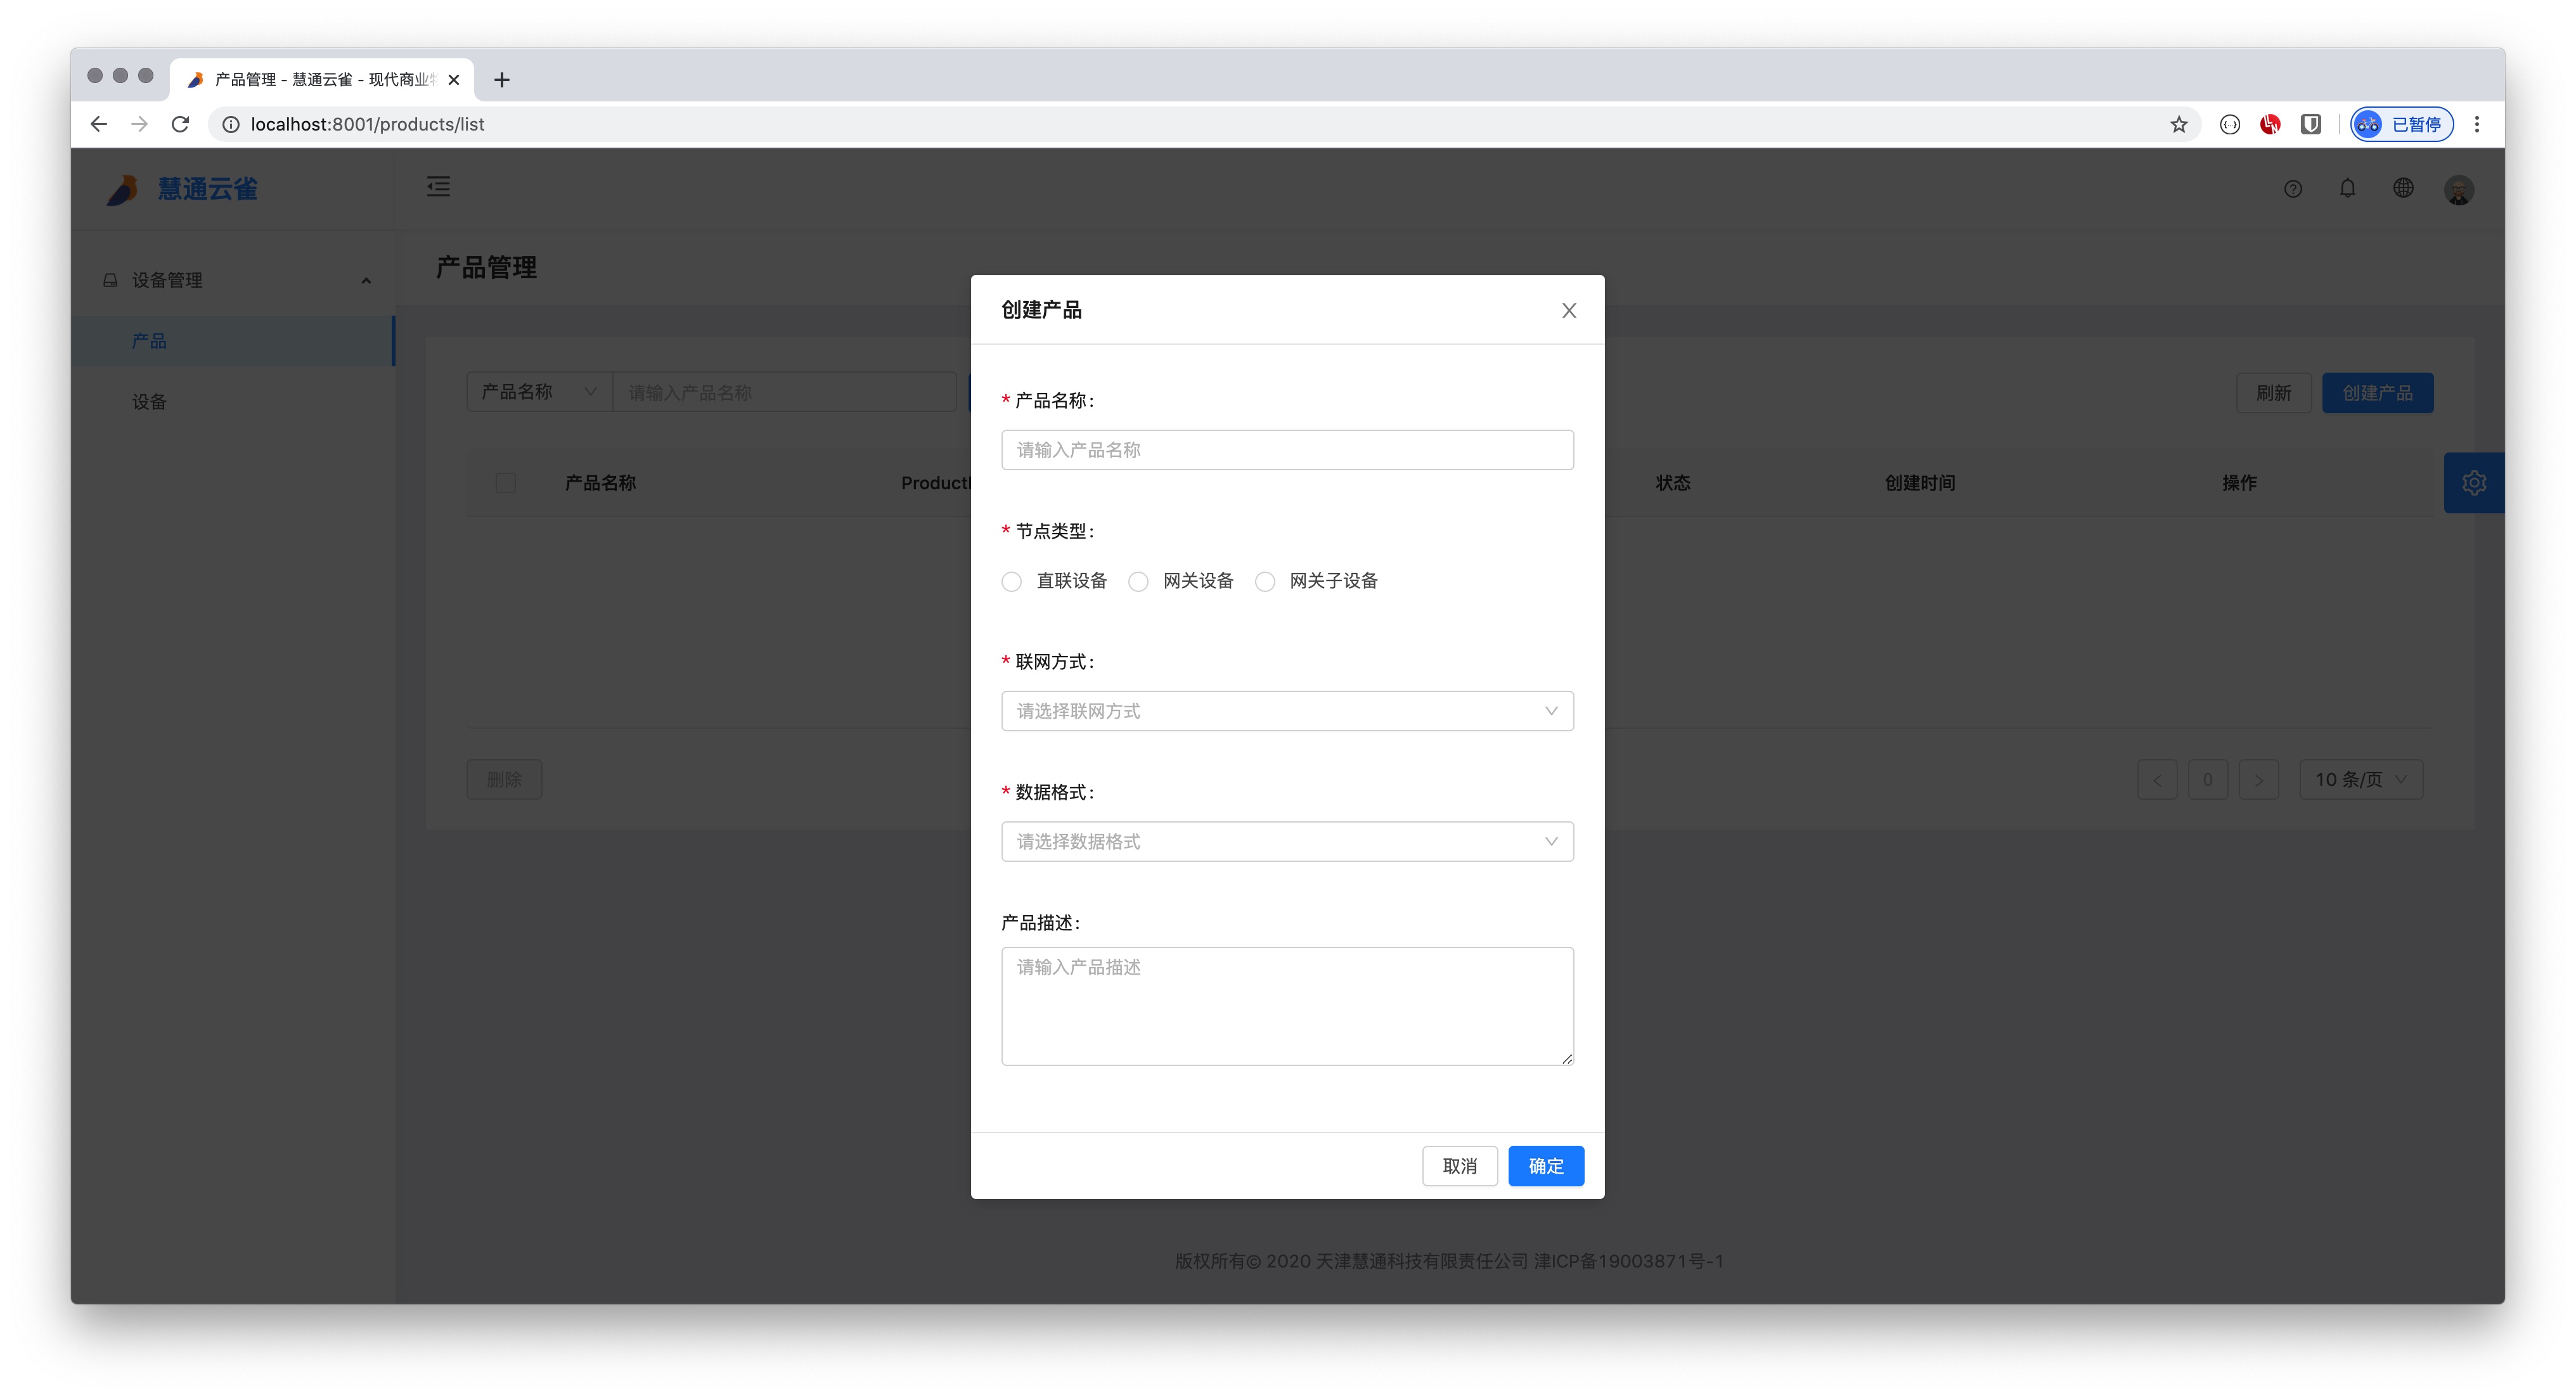 产品管理 - 慧通云雀 - 现代商业
localhost:8001/products/list
已暂停
慧通云雀
设备管理
产品
设备
产品管理
产品名称
请输入产品名称
刷新
创建产品
产品名称
Product
状态
创建时间
操作
删除
0
10 条/页
创建产品
* 产品名称:
请输入产品名称
* 节点类型:
直联设备
网关设备
网关子设备
* 联网方式:
请选择联网方式
* 数据格式:
请选择数据格式
产品描述:
请输入产品描述
取消
确定
版权所有© 2020 天津慧通科技有限责任公司 津ICP备19003871号-1